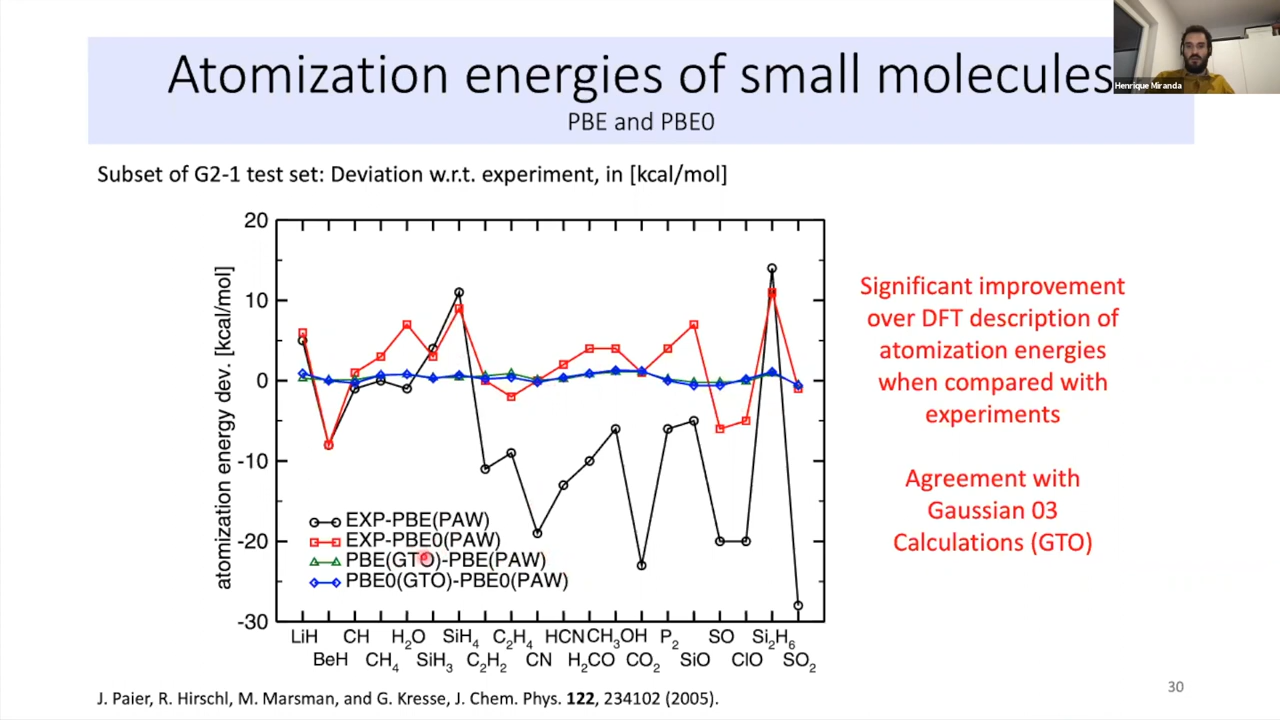 Atomization energies of small molecules
Henrique Miranda
PBE and PBE0
Subset of G2-1 test set: Deviation w.r.t. experiment, in [kcal/mol]
20
10
0
-10
-20
-30
atomization energy dev. [kcal/mol]
EXP-PBE(PAW)
EXP-PBE0(PAW)
PBE(GTO)-PBE(PAW)
PBE0(GTO)-PBE0(PAW)
LiH CH H₂O SiH₄ C₂H₄ HCN CH₃OH P₂ SO Si₂H₆
BeH CH₄ SiH₃ C₂H₂ CN H₂CO CO₂ SiO ClO SO₂
Significant improvement
over DFT description of
atomization energies
when compared with
experiments
Agreement with
Gaussian 03
Calculations (GTO)
J. Paier, R. Hirschl, M. Marsman, and G. Kresse, J. Chem. Phys. 122, 234102 (2005).
30